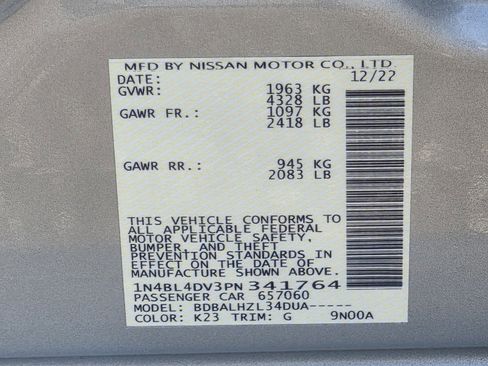 MFD BY NISSAN MOTOR CO., LTD.
DATE: 12/22
GVWR: 1963 KG
4328 LB
GAWR FR.: 1097 KG
2418 LB
GAWR RR.: 945 KG
2083 LB
THIS VEHICLE CONFORMS TO
ALL APPLICABLE FEDERAL
MOTOR VEHICLE SAFETY,
BUMPER, AND THEFT
PREVENTION STANDARDS IN
EFFECT ON THE DATE OF
MANUFACTURE SHOWN ABOVE.
1N4BL4DV3PN341764
PASSENGER CAR 657060
MODEL: BDBALHZL34DUA-----
COLOR: K23 TRIM: G 9N00A